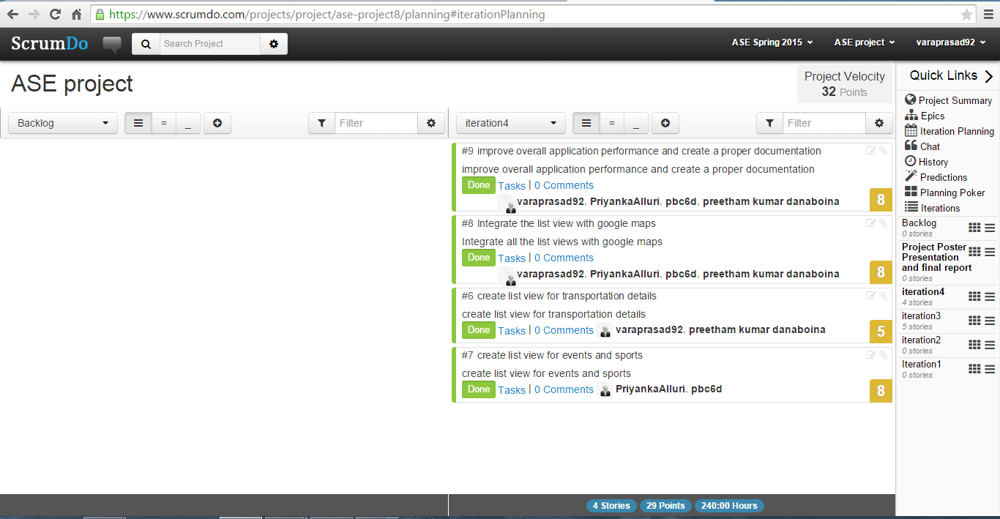 https://www.scrumdo.com/projects/project/ase-project8/planning#iterationPlanning
ScrumDo
Search Project
ASE Spring 2015
ASE project
varaprasad92
ASE project
Project Velocity
32 Points
Quick Links
Backlog
=
_
Filter
iteration4
=
_
Filter
#9 improve overall application performance and create a proper documentation
improve overall application performance and create a proper documentation
Done Tasks | 0 Comments
varaprasad92, PriyankaAlluri, pbc6d, preetham kumar danaboina
8
#8 Integrate the list view with google maps
Integrate all the list views with google maps
Done Tasks | 0 Comments
varaprasad92, PriyankaAlluri, pbc6d, preetham kumar danaboina
8
#6 create list view for transportation details
create list view for transportation details
Done Tasks | 0 Comments varaprasad92, preetham kumar danaboina
5
#7 create list view for events and sports
create list view for events and sports
Done Tasks | 0 Comments PriyankaAlluri, pbc6d
8
4 Stories 29 Points 240:00 Hours
Project Summary
Epics
Iteration Planning
Chat
History
Predictions
Planning Poker
Iterations
Backlog
0 stories
Project Poster
Presentation
and final report
0 stories
iteration4
4 stories
iteration3
5 stories
iteration2
0 stories
Iteration1
0 stories